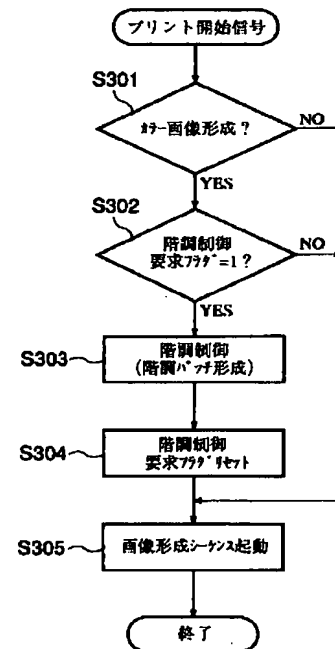 プリント開始信号
S301
カラー画像形成？
NO
YES
S302
階調制御
要求フラグ=1？
NO
YES
S303
階調制御
(階調パッチ形成)
S304
階調制御
要求フラグリセット
S305
画像形成シーケンス起動
終了